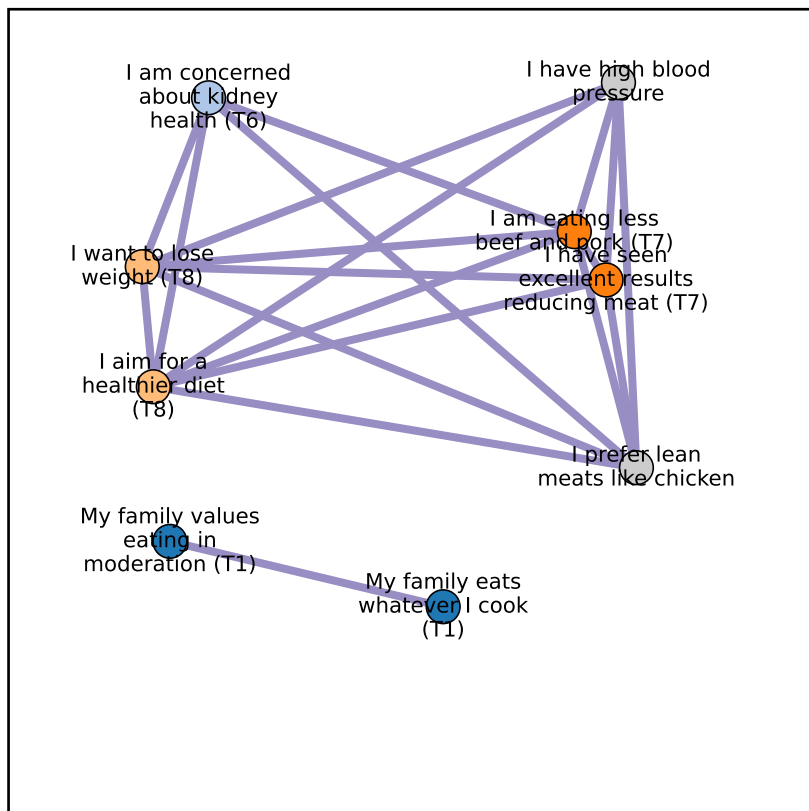 I am concerned
about kidney
health (T6)
I have high blood
pressure
I am eating less
beef and pork (T7)
I have seen
excellent results
reducing meat (T7)
I want to lose
weight (T8)
I aim for a
healthier diet
(T8)
I prefer lean
meats like chicken
My family values
eating in
moderation (T1)
My family eats
whatever I cook
(T1)